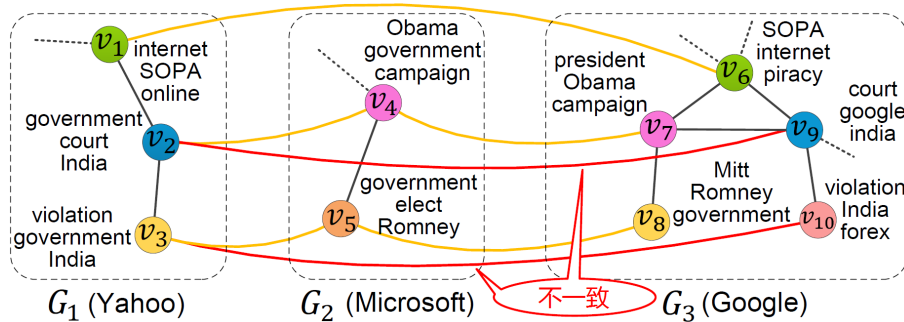 v1
internet
SOPA
online
government
court
India
v2
violation
government
India
v3
G1 (Yahoo)
Obama
government
campaign
v4
government
elect
Romney
v5
G2 (Microsoft)
SOPA
internet
piracy
v6
president
Obama
campaign
v7
court
google
india
v9
Mitt
Romney
government
v8
violation
India
forex
v10
不一致
G3 (Google)